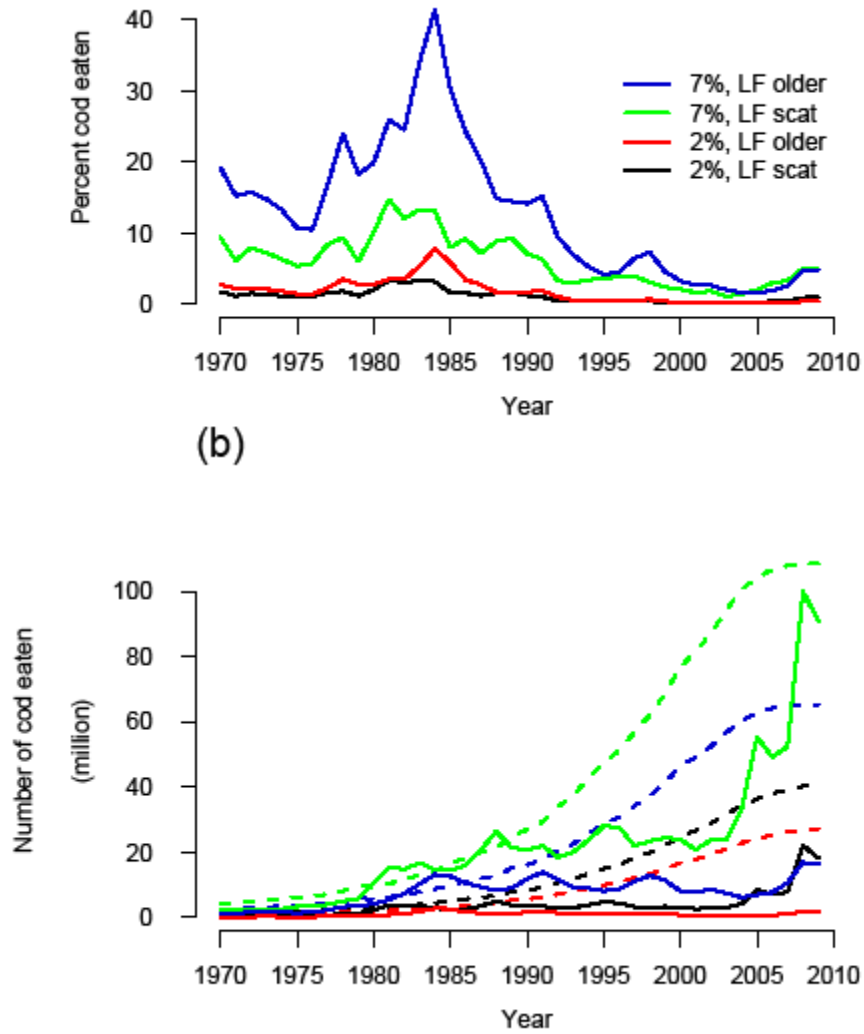 40
30
20
10
0
Percent cod eaten
7%, LF older
7%, LF scat
2%, LF older
2%, LF scat
1970 1975 1980 1985 1990 1995 2000 2005 2010
Year
(b)
100
80
60
40
20
0
Number of cod eaten
(million)
1970 1975 1980 1985 1990 1995 2000 2005 2010
Year